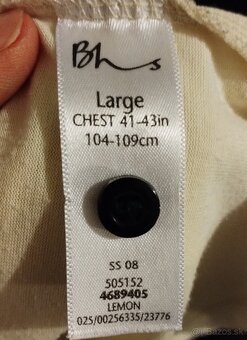 Bhs
Large
CHEST 41-43in
104-109cm
SS 08
505152
4689405
LEMON
025/00256335/23776